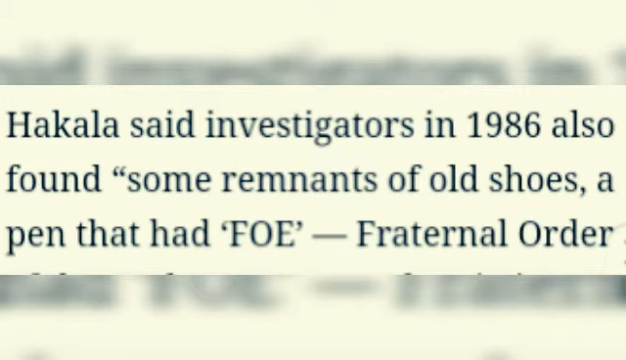 Hakala said investigators in 1986 also
found “some remnants of old shoes, a
pen that had ‘FOE’ — Fraternal Order